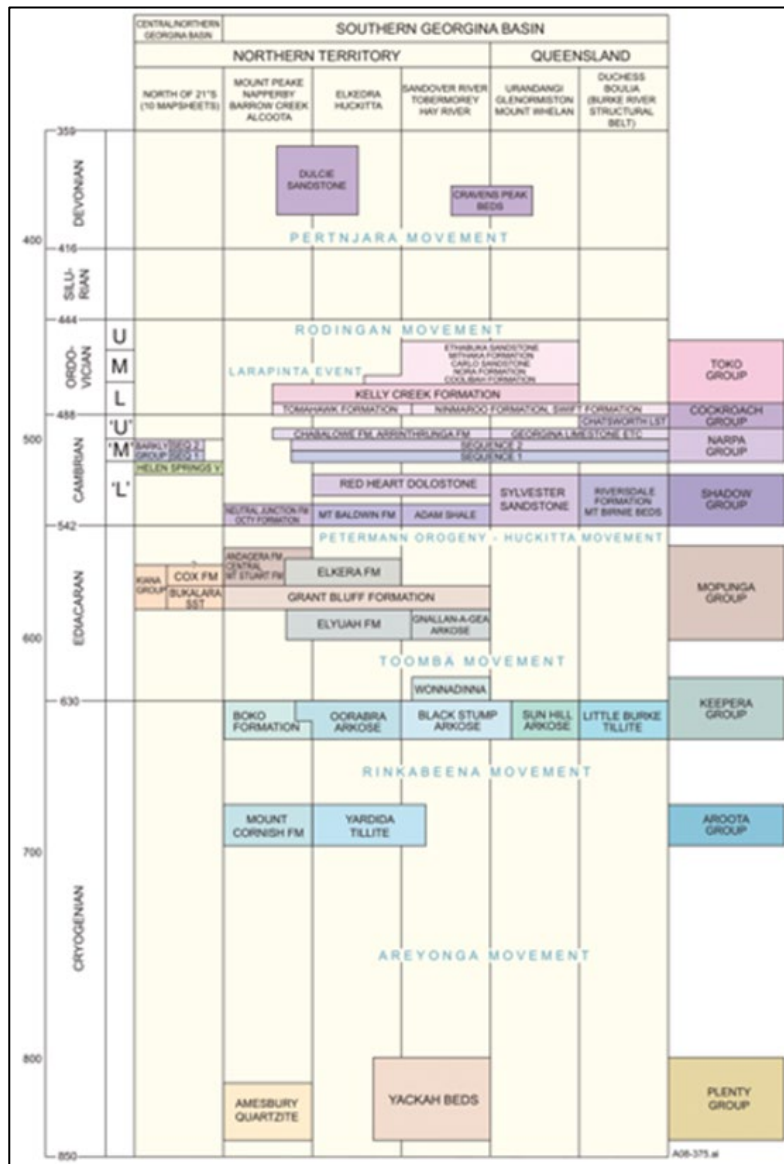 CENTRAL/NORTHERN
GEORGINA BASIN
SOUTHERN GEORGINA BASIN
NORTHERN TERRITORY
QUEENSLAND
NORTH OF 21°S
(10 MAPSHEETS)
MOUNT PEAKE
NAPPERBY
BARROW CREEK
ALCOOTA
ELKEDRA
HUCKITTA
SANDOVER RIVER
TOBERMOREY
HAY RIVER
URANDANGI
GLENORMISTON
MOUNT WHELAN
DUCHESS
BOULIA
(BURKE RIVER
STRUCTURAL
BELT)
359
DEVONIAN
DULCIE
SANDSTONE
CRAVENS PEAK
BEDS
400
PERTNJARA MOVEMENT
416
SILU-
RIAN
444
RODINGAN MOVEMENT
ORDO-
VICIAN
U
M
L
ETHABUKA SANDSTONE
MITHAKA FORMATION
CARLO SANDSTONE
NORA FORMATION
COOLIBAH FORMATION
TOKO
GROUP
LARAPINTA EVENT
KELLY CREEK FORMATION
TOMAHAWK FORMATION
NINMAROO FORMATION, SWIFT FORMATION
COCKROACH
GROUP
488
CAMBRIAN
'U'
'M'
'L'
CHATSWORTH LST
500
CHABALOWE FM, ARRINTHRUNGA FM
GEORGINA LIMESTONE ETC
NARPA
GROUP
BARKLY
GROUP
SEQ 2
SEQ 1
SEQUENCE 2
SEQUENCE 1
HELEN SPRINGS V
RED HEART DOLOSTONE
SYLVESTER
SANDSTONE
RIVERSDALE
FORMATION
MT BIRNIE BEDS
SHADOW
GROUP
NEUTRAL JUNCTION FM
OCTY FORMATION
MT BALDWIN FM
ADAM SHALE
542
PETERMANN OROGENY - HUCKITTA MOVEMENT
EDIACARAN
ANDAGERA FM
CENTRAL
MT STUART FM
ELKERA FM
MOPUNGA
GROUP
?
KIANA
GROUP
COX FM
BUKALARA
SST
GRANT BLUFF FORMATION
ELYUAH FM
GNALLAN-A-GEA
ARKOSE
600
TOOMBA MOVEMENT
WONNADINNA
KEEPERA
GROUP
630
BOKO
FORMATION
OORABRA
ARKOSE
BLACK STUMP
ARKOSE
SUN HILL
ARKOSE
LITTLE BURKE
TILLITE
RINKABEENA MOVEMENT
CRYOGENIAN
MOUNT
CORNISH FM
YARDIDA
TILLITE
AROOTA
GROUP
700
AREYONGA MOVEMENT
800
AMESBURY
QUARTZITE
YACKAH BEDS
PLENTY
GROUP
850
A08-375.ai